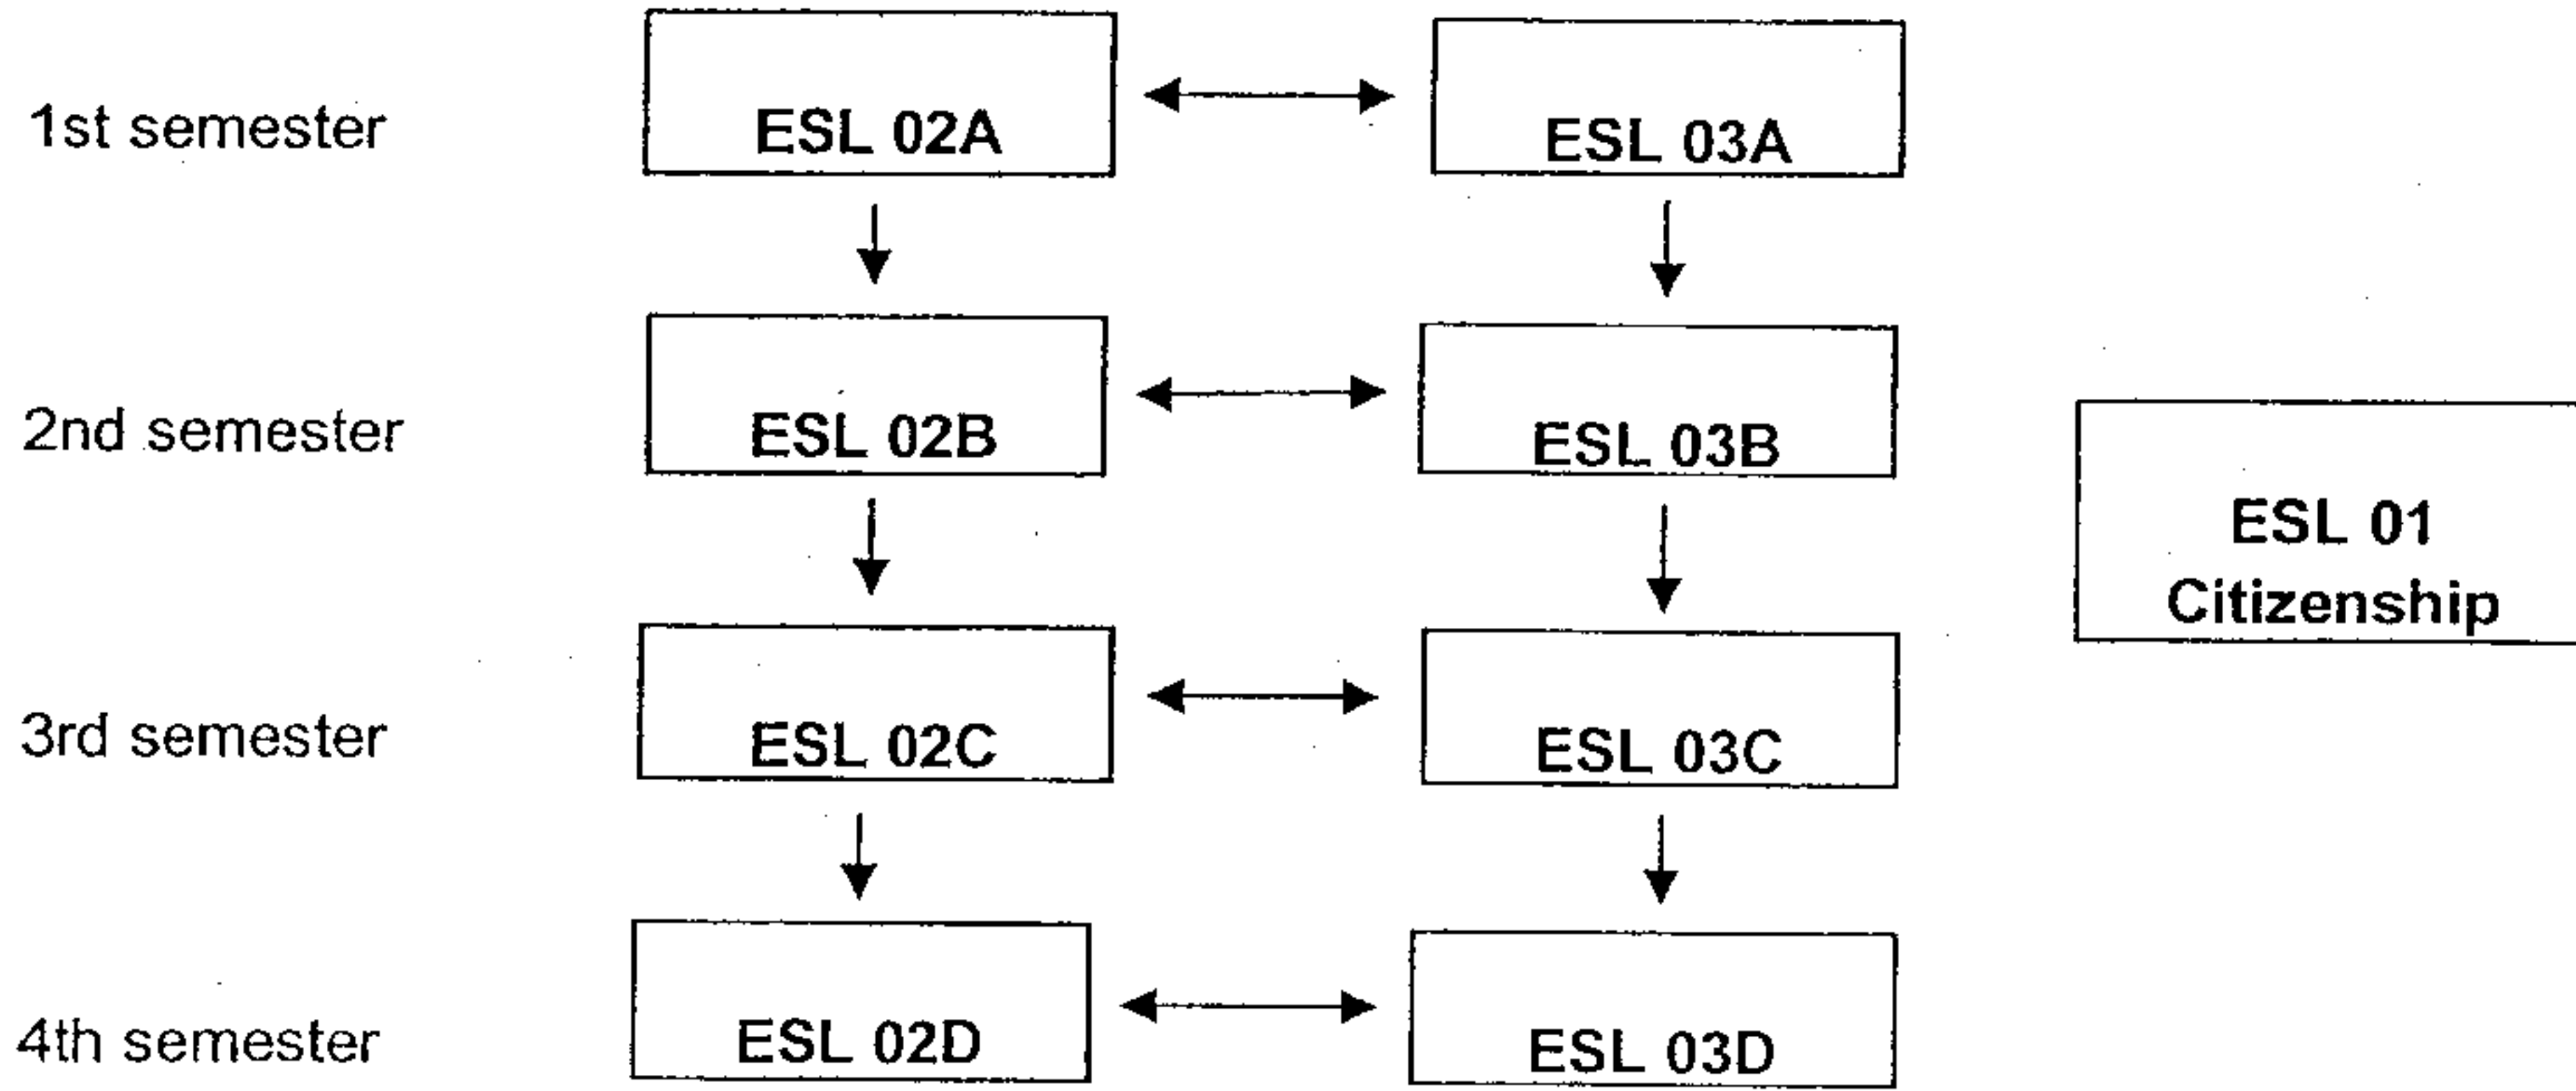 1st semester
ESL 02A
ESL 03A
2nd semester
ESL 02B
ESL 03B
ESL 01
Citizenship
3rd semester
ESL 02C
ESL 03C
4th semester
ESL 02D
ESL 03D